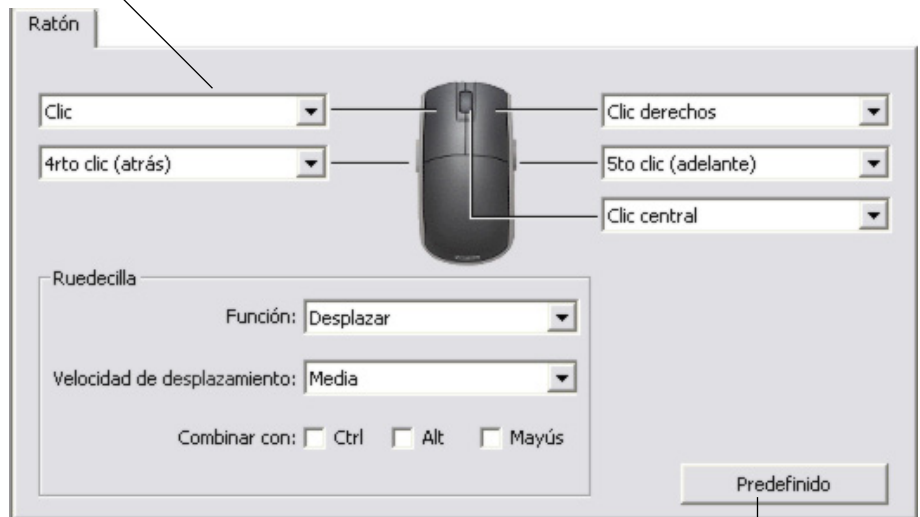 Ratón
Clic
Clic derechos
4rto clic (atrás)
5to clic (adelante)
Clic central
Ruedecilla
Función: Desplazar
Velocidad de desplazamiento: Media
Combinar con: Ctrl Alt Mayús
Predefinido